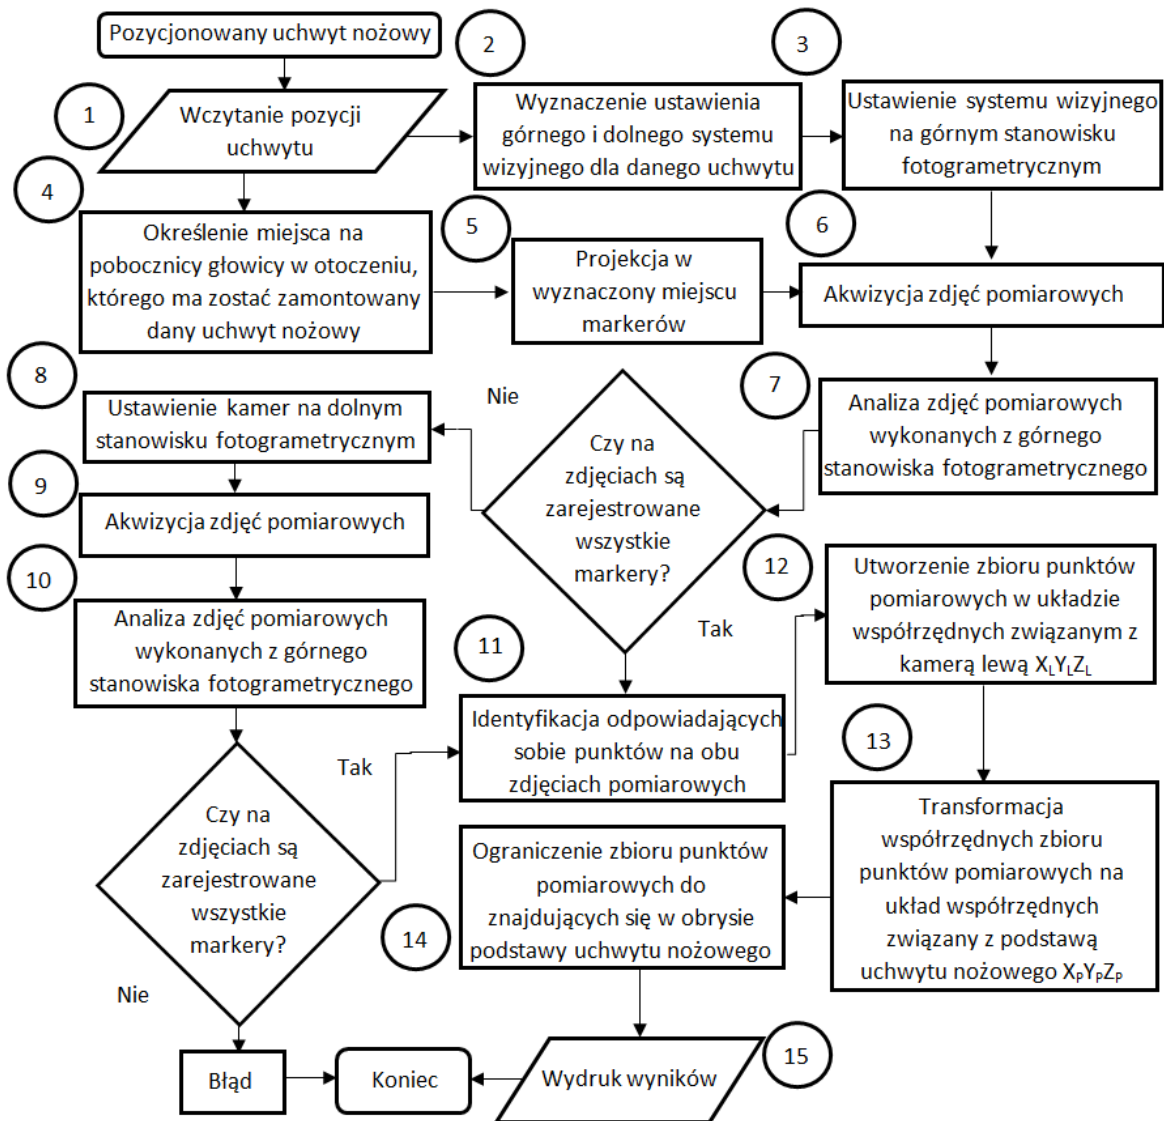 Pozycjonowany uchwyt nożowy
1
Wczytanie pozycji
uchwytu
2
Wyznaczenie ustawienia
górnego i dolnego systemu
wizyjnego dla danego uchwytu
3
Ustawienie systemu wizyjnego
na górnym stanowisku
fotogrametrycznym
4
Określenie miejsca na
pobocznicy głowicy w otoczeniu,
którego ma zostać zamontowany
dany uchwyt nożowy
5
Projekcja w
wyznaczony miejscu
markerów
6
Akwizycja zdjęć pomiarowych
7
Analiza zdjęć pomiarowych
wykonanych z górnego
stanowiska fotogrametrycznego
Czy na
zdjęciach są
zarejestrowane
wszystkie
markery?
Nie
Tak
8
Ustawienie kamer na dolnym
stanowisku fotogrametrycznym
9
Akwizycja zdjęć pomiarowych
10
Analiza zdjęć pomiarowych
wykonanych z górnego
stanowiska fotogrametrycznego
Czy na
zdjęciach są
zarejestrowane
wszystkie
markery?
Tak
Nie
11
Identyfikacja odpowiadających
sobie punktów na obu
zdjęciach pomiarowych
12
Utworzenie zbioru punktów
pomiarowych w układzie
współrzędnych związanym z
kamerą lewą XLYLZL
13
Transformacja
współrzędnych zbioru
punktów pomiarowych na
układ współrzędnych
związany z podstawą
uchwytu nożowego XPYPZP
14
Ograniczenie zbioru punktów
pomiarowych do
znajdujących się w obrysie
podstawy uchwytu nożowego
15
Wydruk wyników
Błąd
Koniec